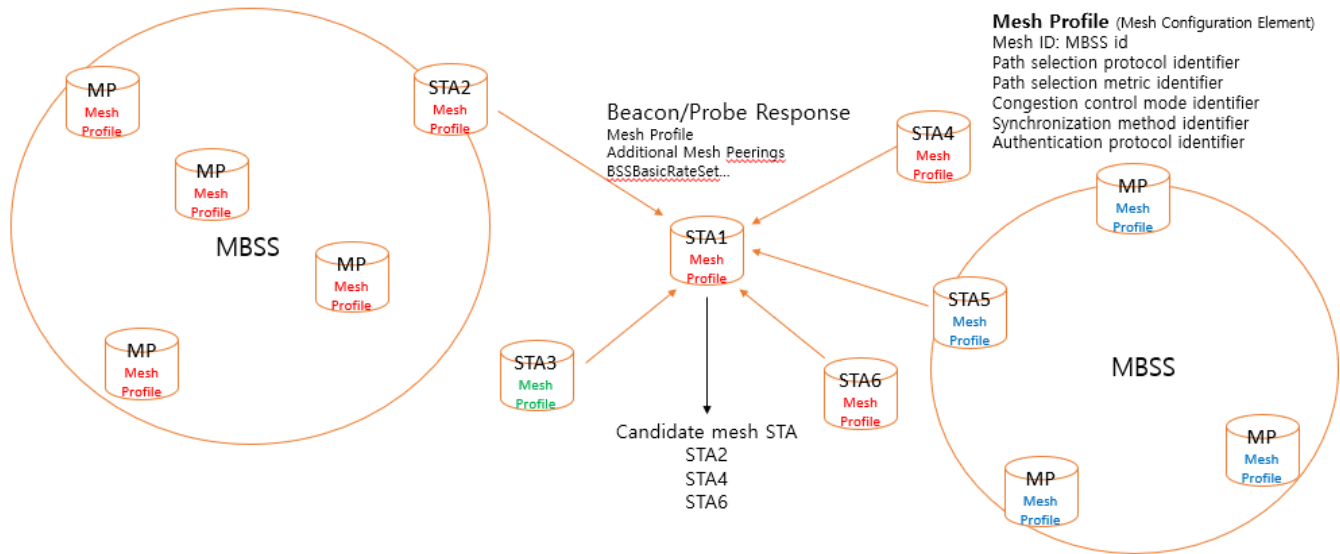 MP
Mesh
Profile
STA2
Mesh
Profile
MP
Mesh
Profile
MBSS
MP
Mesh
Profile
MP
Mesh
Profile
Beacon/Probe Response
Mesh Profile
Additional Mesh Peerings
BSSBasicRateSet...
STA1
Mesh
Profile
STA3
Mesh
Profile
STA4
Mesh
Profile
STA6
Mesh
Profile
Candidate mesh STA
STA2
STA4
STA6
Mesh Profile (Mesh Configuration Element)
Mesh ID: MBSS id
Path selection protocol identifier
Path selection metric identifier
Congestion control mode identifier
Synchronization method identifier
Authentication protocol identifier
MP
Mesh
Profile
STA5
Mesh
Profile
MBSS
MP
Mesh
Profile
MP
Mesh
Profile